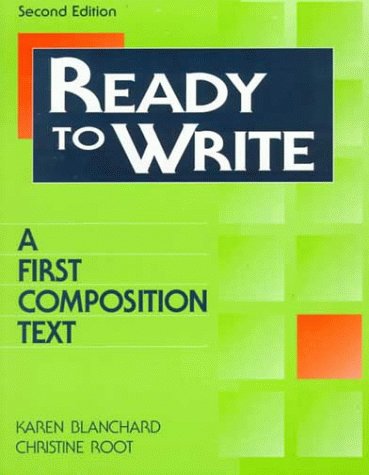 Second Edition
READY
TO WRITE
A
FIRST
COMPOSITION
TEXT
KAREN BLANCHARD
CHRISTINE ROOT